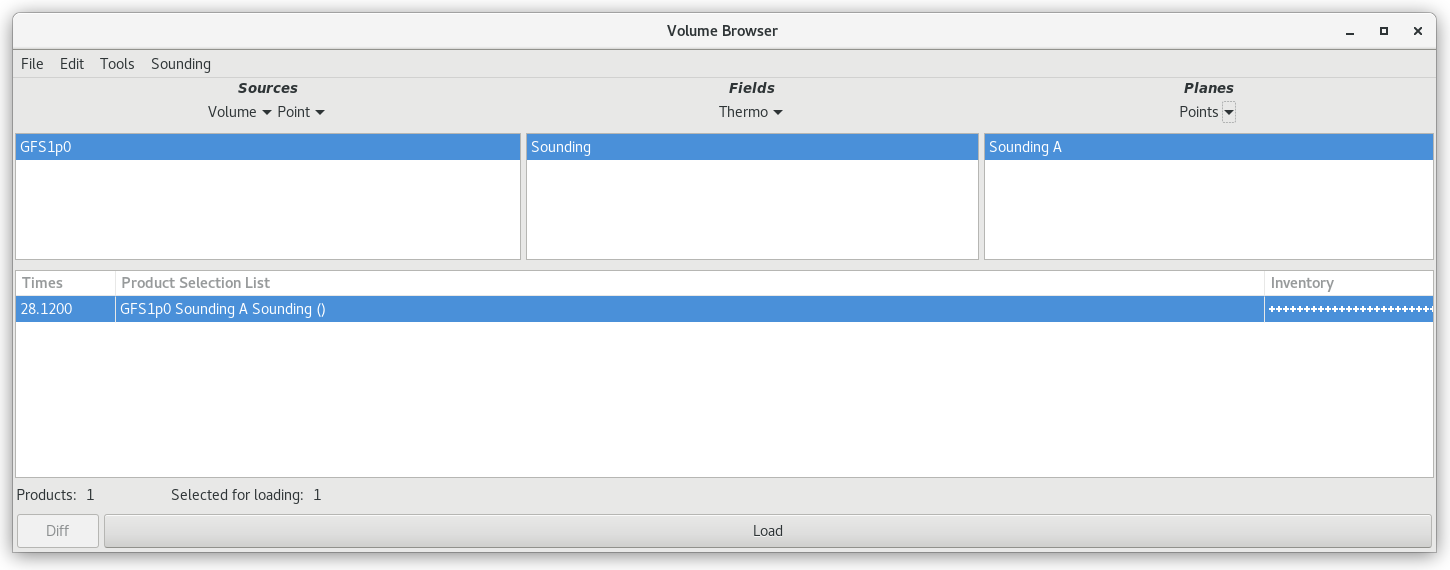 Volume Browser
File Edit Tools Sounding
Sources Fields Planes
Volume Point Thermo Points
GFS1p0 Sounding Sounding A
Times Product Selection List Inventory
28.1200 GFS1p0 Sounding A Sounding () ++++++++++++++++++++++++
Products: 1 Selected for loading: 1
Diff Load